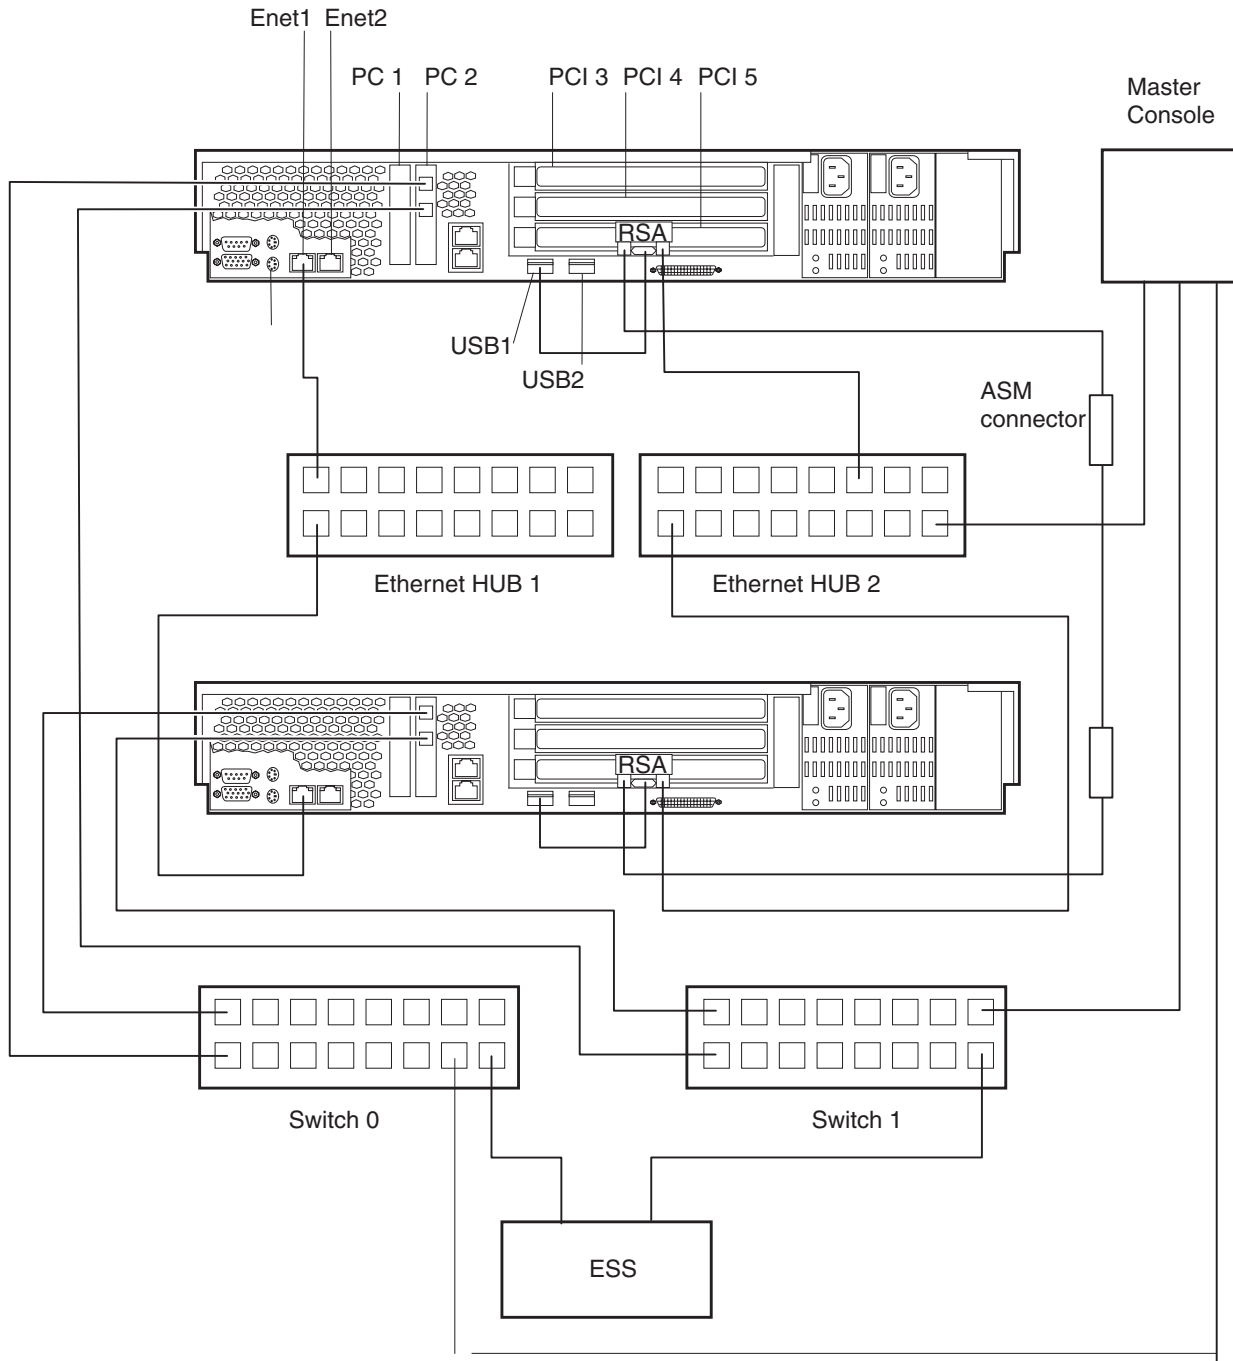 Enet1 Enet2
PC 1 PC 2 PCI 3 PCI 4 PCI 5
Master
Console
RSA
USB1
USB2
ASM
connector
Ethernet HUB 1
Ethernet HUB 2
RSA
Switch 0
Switch 1
ESS